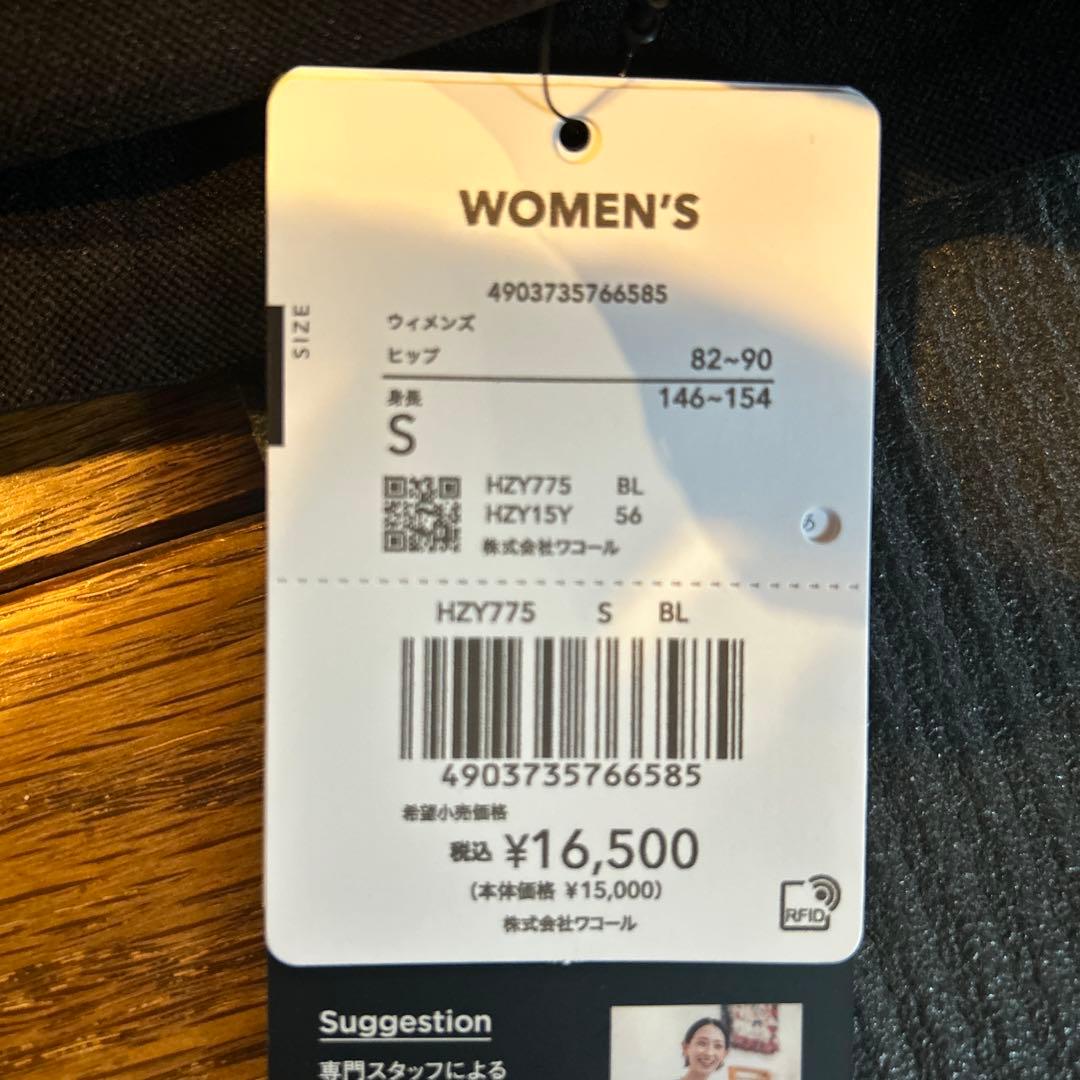 WOMEN'S
4903735766585
SIZE
ウィメンズ
ヒップ 82~90
身長 146~154
S
HZY775 BL
HZY15Y 56
株式会社ワコール
6
HZY775 S BL
4903735766585
希望小売価格
税込 ¥16,500
(本体価格 ¥15,000)
株式会社ワコール
RFID
Suggestion
専門スタッフによる